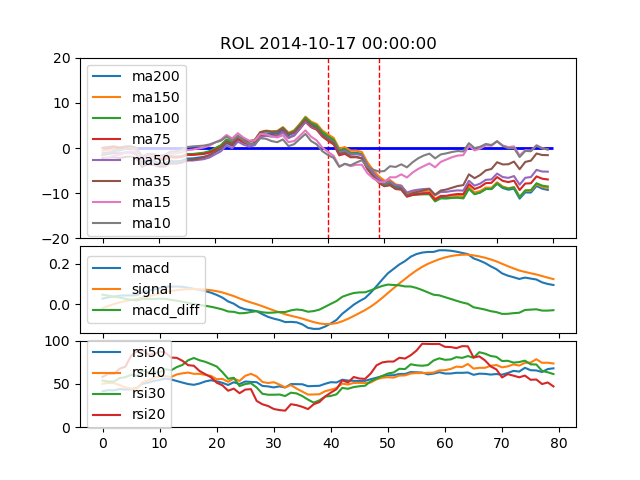 ROL 2014-10-17 00:00:00
20
10
0
−10
−20
ma200
ma150
ma100
ma75
ma50
ma35
ma15
ma10
0.2
0.0
macd
signal
macd_diff
100
50
0
rsi50
rsi40
rsi30
rsi20
0 10 20 30 40 50 60 70 80